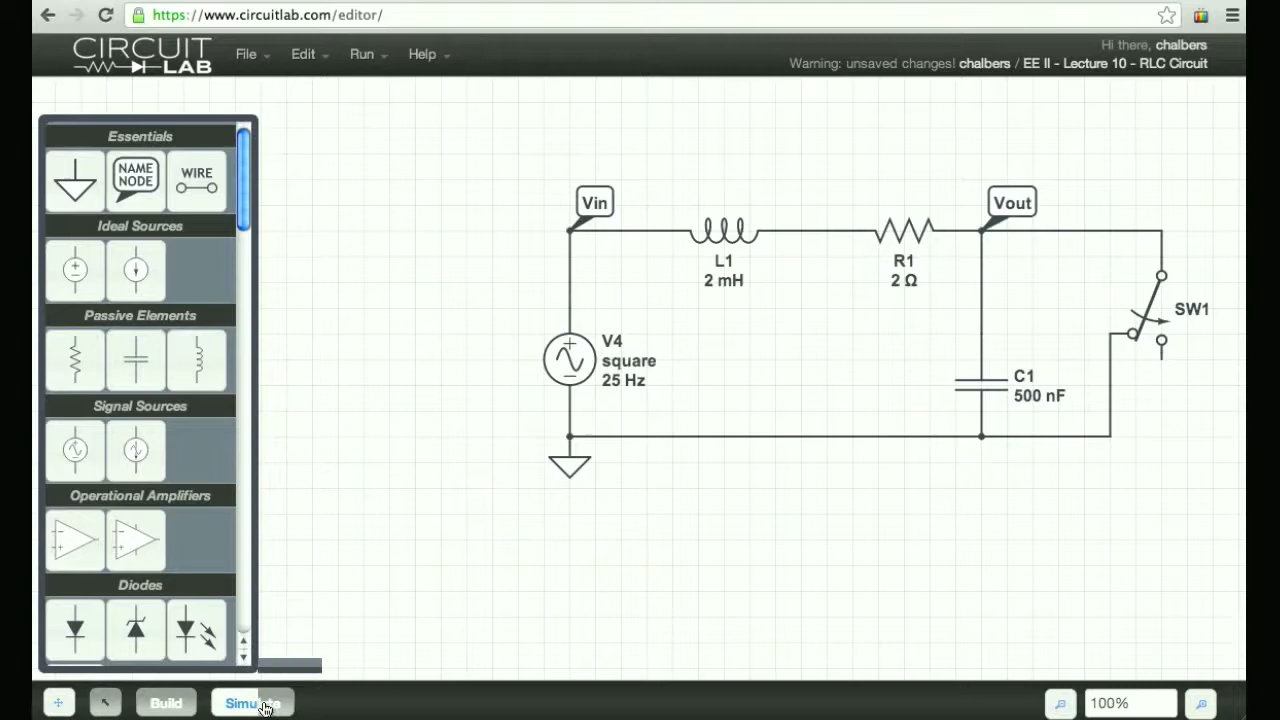 https://www.circuitlab.com/editor/
CIRCUIT LAB
File Edit Run Help
Hi there, chalbers
Warning: unsaved changes! chalbers / EE II - Lecture 10 - RLC Circuit
Essentials
NAME NODE
WIRE
Ideal Sources
Passive Elements
Signal Sources
Operational Amplifiers
Diodes
Vin
Vout
L1
2 mH
R1
2 Ω
SW1
V4
square
25 Hz
C1
500 nF
Build
Simulate
100%